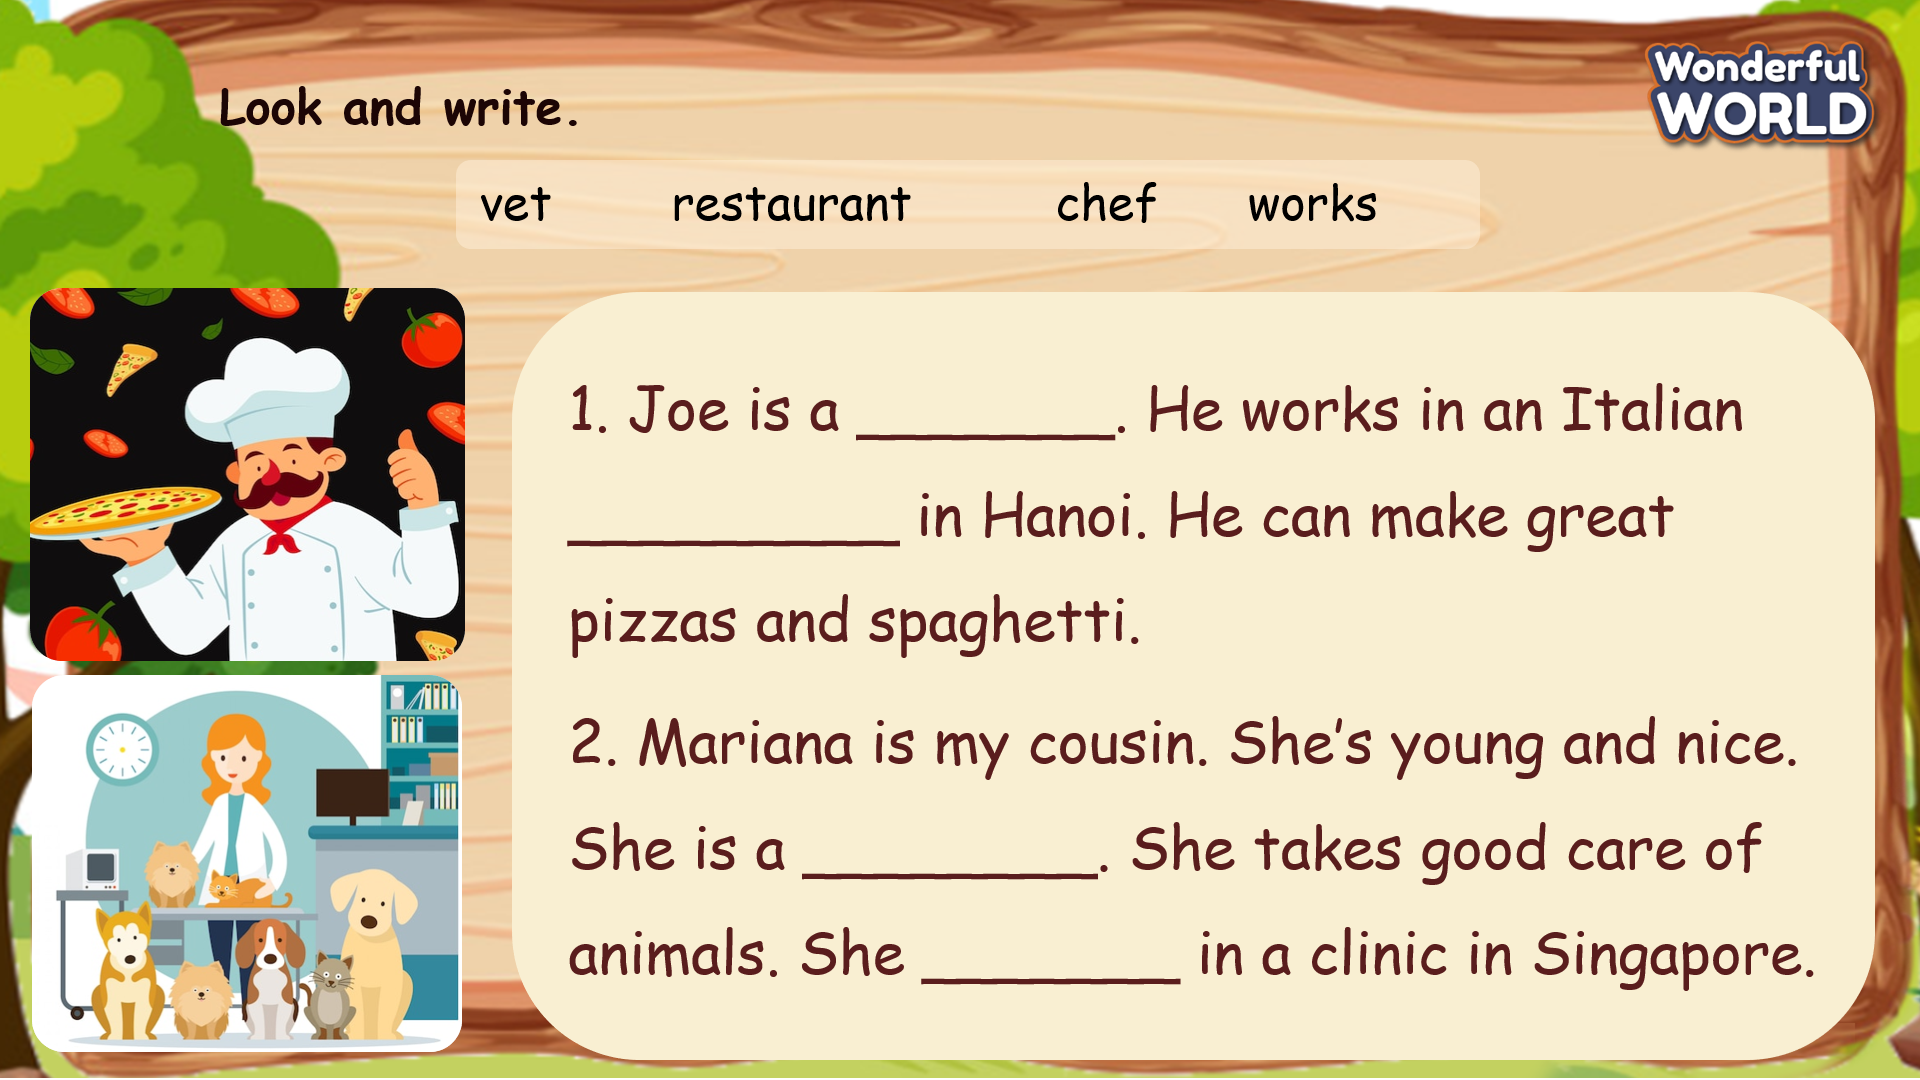 Wonderful
WORLD
Look and write.
vet restaurant chef works
1. Joe is a _______. He works in an Italian
_________ in Hanoi. He can make great
pizzas and spaghetti.
2. Mariana is my cousin. She’s young and nice.
She is a ________. She takes good care of
animals. She _______ in a clinic in Singapore.